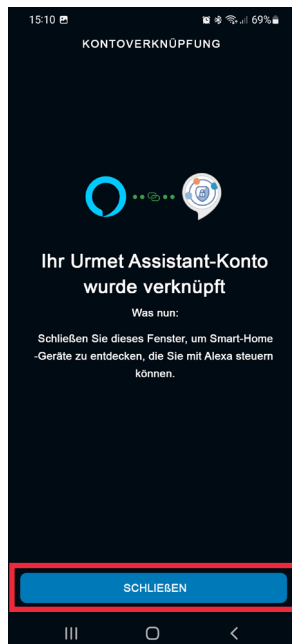 15:10 69%
KONTOVERKNÜPFUNG
Ihr Urmet Assistant-Konto
wurde verknüpft
Was nun:
Schließen Sie dieses Fenster, um Smart-Home
-Geräte zu entdecken, die Sie mit Alexa steuern
können.
SCHLIEßEN